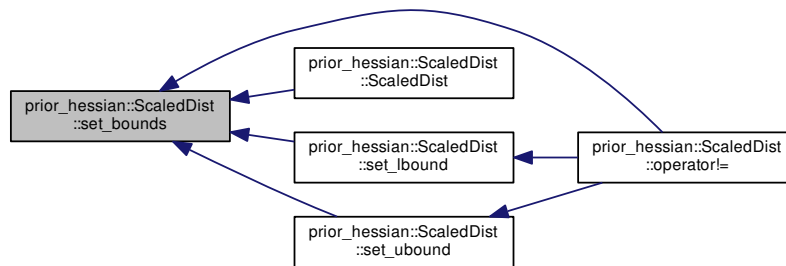 prior_hessian::ScaledDist
::set_bounds
prior_hessian::ScaledDist
::ScaledDist
prior_hessian::ScaledDist
::set_lbound
prior_hessian::ScaledDist
::set_ubound
prior_hessian::ScaledDist
::operator!=